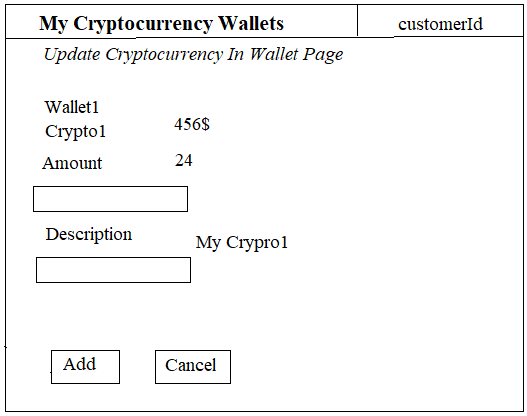 My Cryptocurrency Wallets customerId
Update Cryptocurrency In Wallet Page
Wallet1
Crypto1 456$
Amount 24
Description My Crypro1
Add Cancel